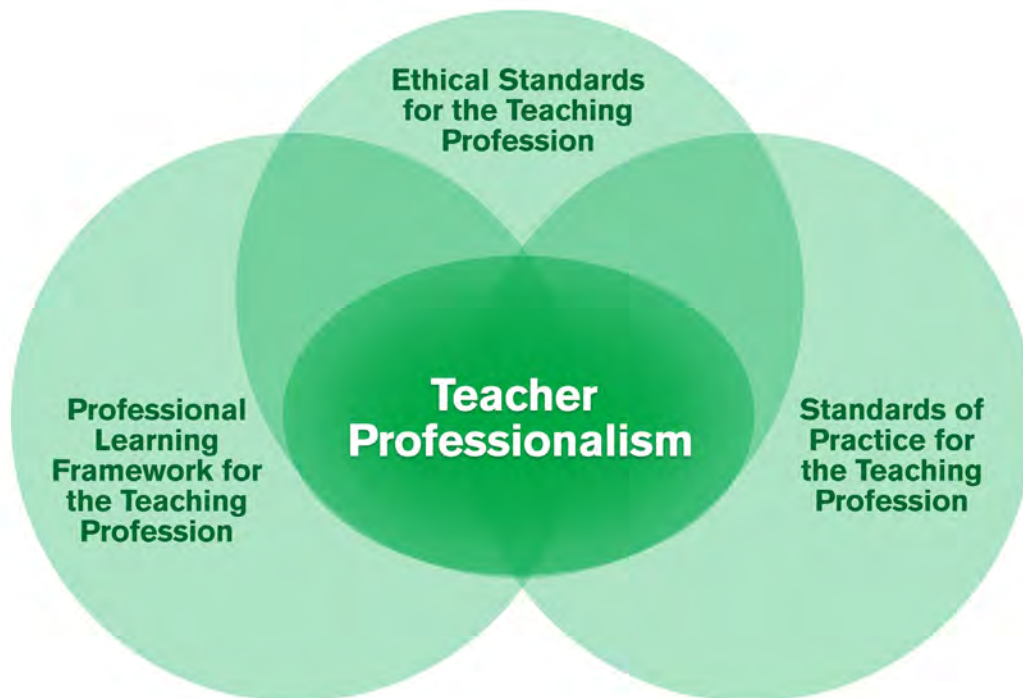 Ethical Standards
for the Teaching
Profession
Teacher
Professionalism
Professional
Learning
Framework for
the Teaching
Profession
Standards of
Practice for
the Teaching
Profession